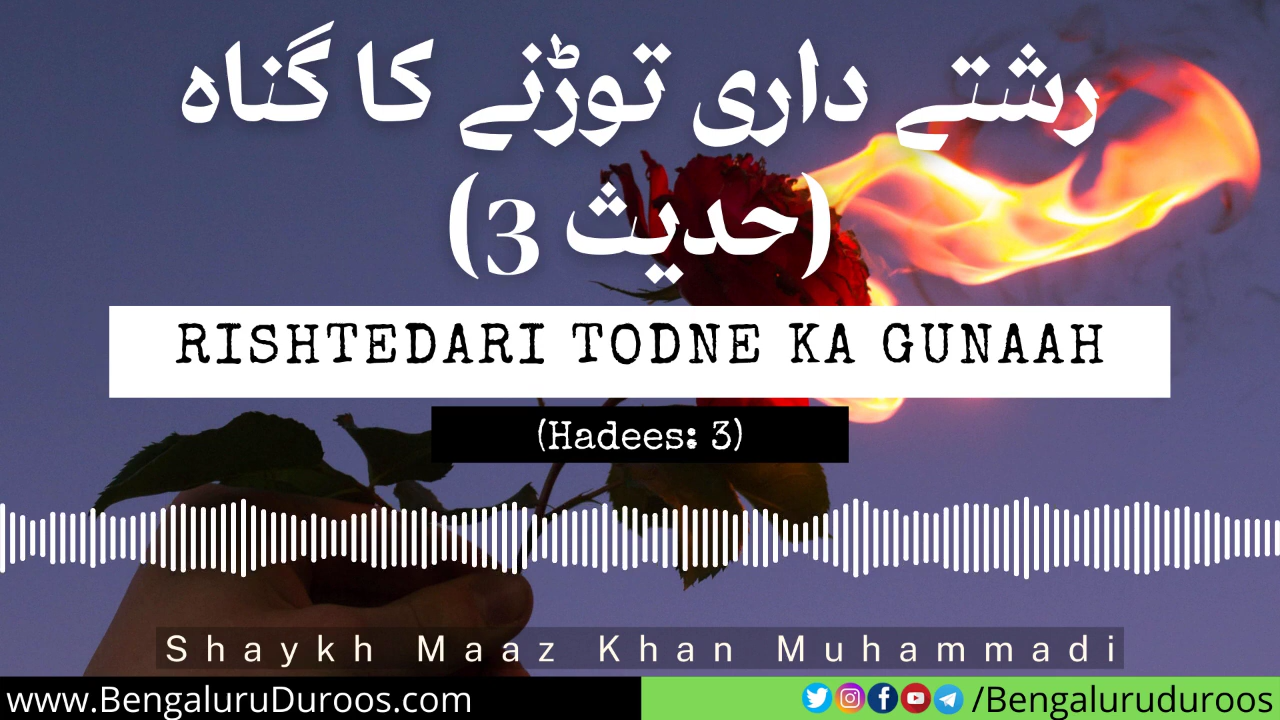 رشتے داری توڑنے کا گناہ
(حدیث 3)
RISHTEDARI TODNE KA GUNAAH
(Hadees: 3)
Shaykh Maaz Khan Muhammadi
www.BengaluruDuroos.com
/Bengaluruduroos